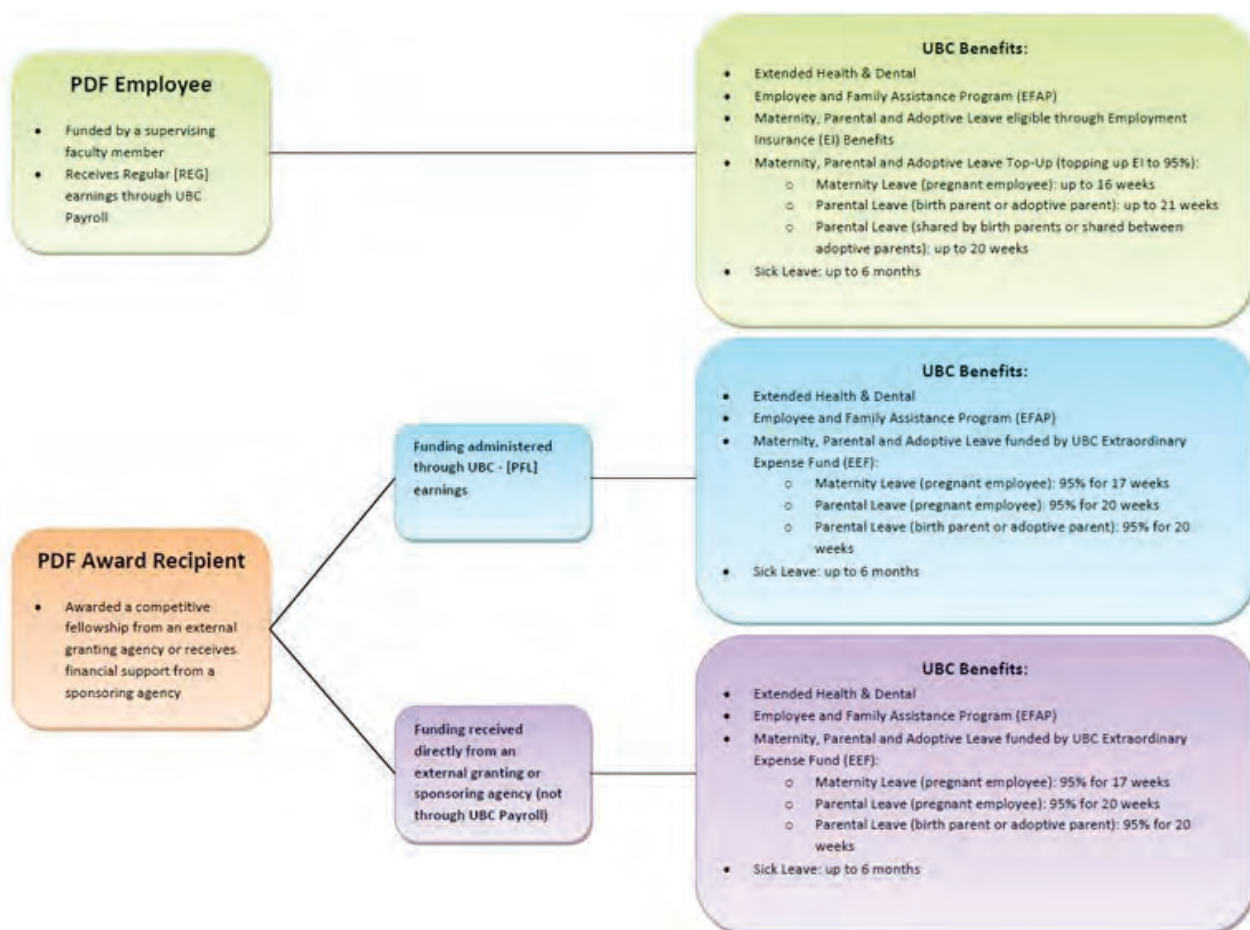 PDF Employee
• Funded by a supervising
faculty member
• Receives Regular [REG]
earnings through UBC
Payroll
UBC Benefits:
• Extended Health & Dental
• Employee and Family Assistance Program (EFAP)
• Maternity, Parental and Adoptive Leave eligible through Employment
Insurance (EI) Benefits
• Maternity, Parental and Adoptive Leave Top-Up (topping up EI to 95%):
o Maternity Leave (pregnant employee): up to 16 weeks
o Parental Leave (birth parent or adoptive parent): up to 21 weeks
o Parental Leave (shared by birth parents or shared between
adoptive parents): up to 20 weeks
• Sick Leave: up to 6 months
PDF Award Recipient
• Awarded a competitive
fellowship from an external
granting agency or receives
financial support from a
sponsoring agency
Funding administered
through UBC - [PFL]
earnings
UBC Benefits:
• Extended Health & Dental
• Employee and Family Assistance Program (EFAP)
• Maternity, Parental and Adoptive Leave funded by UBC Extraordinary
Expense Fund (EEF):
o Maternity Leave (pregnant employee): 95% for 17 weeks
o Parental Leave (pregnant employee): 95% for 20 weeks
o Parental Leave (birth parent or adoptive parent): 95% for 20
weeks
• Sick Leave: up to 6 months
Funding received
directly from an
external granting or
sponsoring agency (not
through UBC Payroll)
UBC Benefits:
• Extended Health & Dental
• Employee and Family Assistance Program (EFAP)
• Maternity, Parental and Adoptive Leave funded by UBC Extraordinary
Expense Fund (EEF):
o Maternity Leave (pregnant employee): 95% for 17 weeks
o Parental Leave (pregnant employee): 95% for 20 weeks
o Parental Leave (birth parent or adoptive parent): 95% for 20
weeks
• Sick Leave: up to 6 months